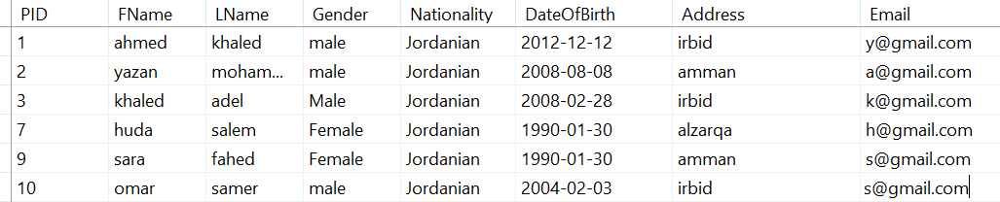 PID FName LName Gender Nationality DateOfBirth Address Email
1 ahmed khaled male Jordanian 2012-12-12 irbid y@gmail.com
2 yazan moham... male Jordanian 2008-08-08 amman a@gmail.com
3 khaled adel Male Jordanian 2008-02-28 irbid k@gmail.com
7 huda salem Female Jordanian 1990-01-30 alzarqa h@gmail.com
9 sara fahed Female Jordanian 1990-01-30 amman s@gmail.com
10 omar samer male Jordanian 2004-02-03 irbid s@gmail.com